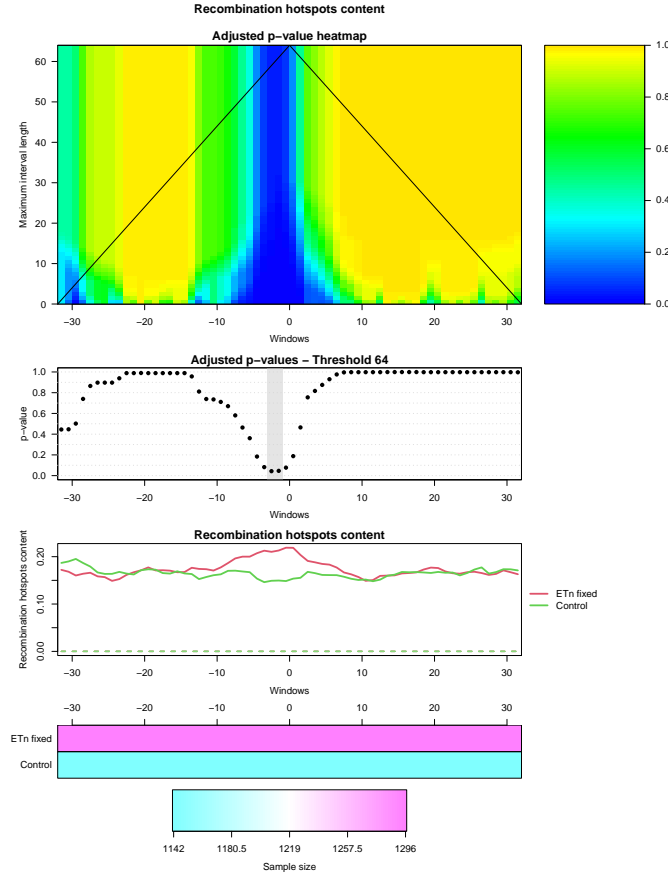 Recombination hotspots content
Adjusted p−value heatmap
Maximum interval length
60
50
40
30
20
10
0
−30 −20 −10 0 10 20 30
Windows
1.0
0.8
0.6
0.4
0.2
0.0
Adjusted p−values − Threshold 64
p−value
1.0
0.8
0.6
0.4
0.2
0.0
−30 −20 −10 0 10 20 30
Windows
Recombination hotspots content
Recombination hotspots content
0.20
0.10
0.00
ETn fixed
Control
−30 −20 −10 0 10 20 30
Windows
−30 −20 −10 0 10 20 30
ETn fixed
Control
1142 1180.5 1219 1257.5 1296
Sample size